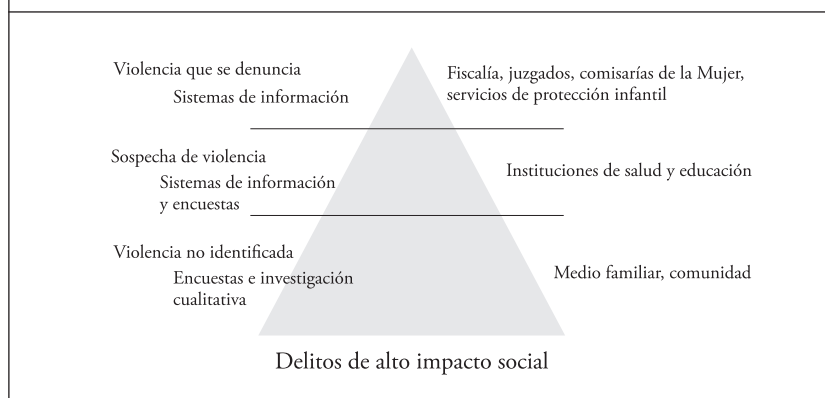 Violencia que se denuncia
Sistemas de información
Fiscalía, juzgados, comisarías de la Mujer,
servicios de protección infantil
Sospecha de violencia
Sistemas de información
y encuestas
Instituciones de salud y educación
Violencia no identificada
Encuestas e investigación
cualitativa
Medio familiar, comunidad
Delitos de alto impacto social